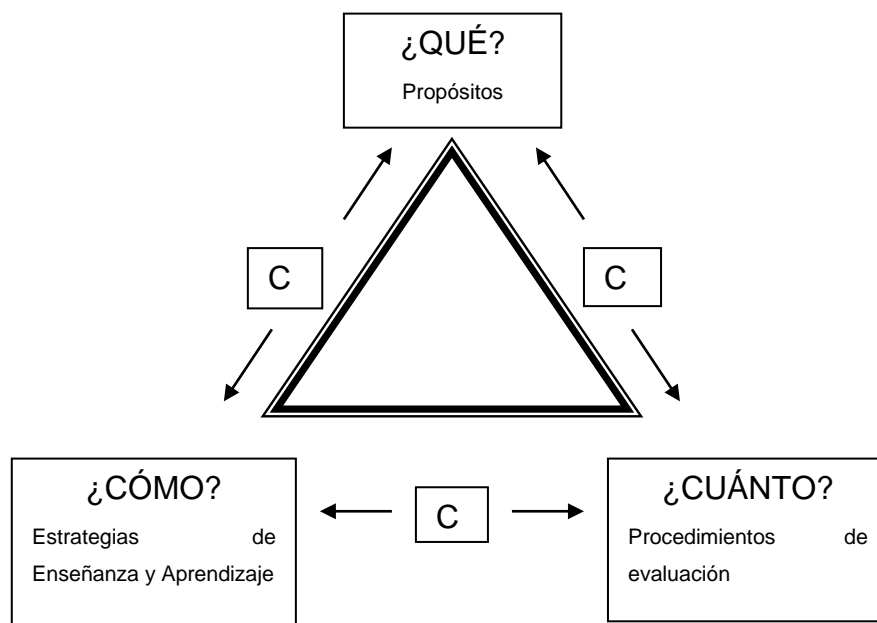 ¿QUÉ?
Propósitos
C
C
¿CÓMO?
Estrategias de
Enseñanza y Aprendizaje
C
¿CUÁNTO?
Procedimientos de
evaluación